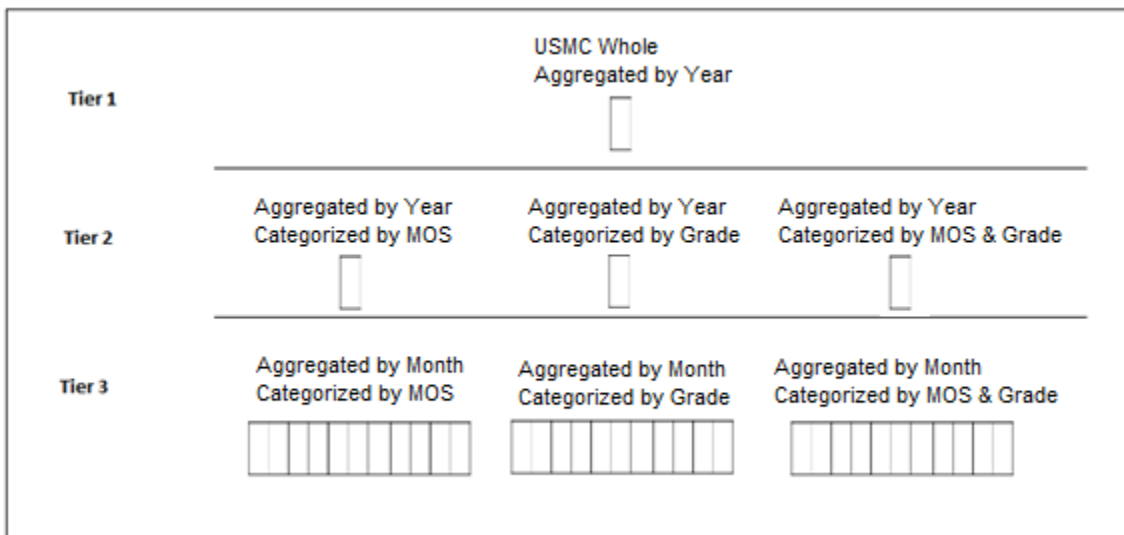 USMC Whole
Aggregated by Year
Tier 1
Aggregated by Year
Categorized by MOS
Aggregated by Year
Categorized by Grade
Aggregated by Year
Categorized by MOS & Grade
Tier 2
Aggregated by Month
Categorized by MOS
Aggregated by Month
Categorized by Grade
Aggregated by Month
Categorized by MOS & Grade
Tier 3